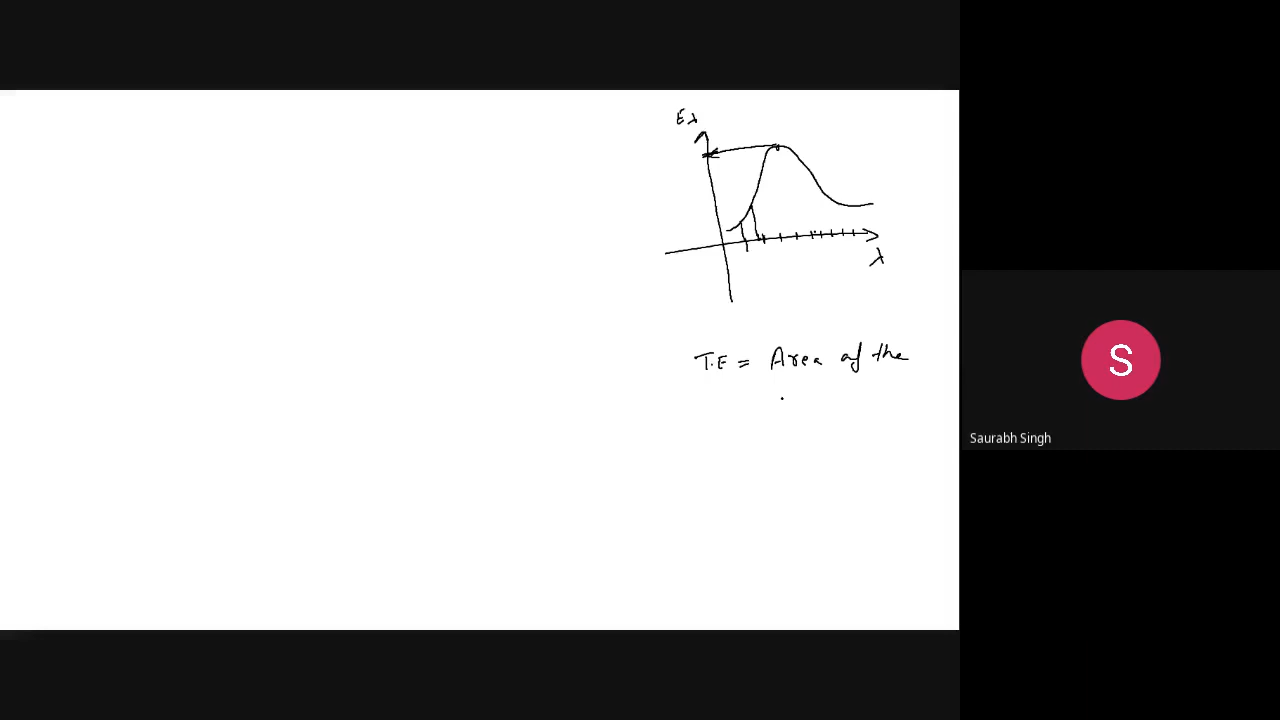 Eλ
λ
T.E = Area of the
S
Saurabh Singh